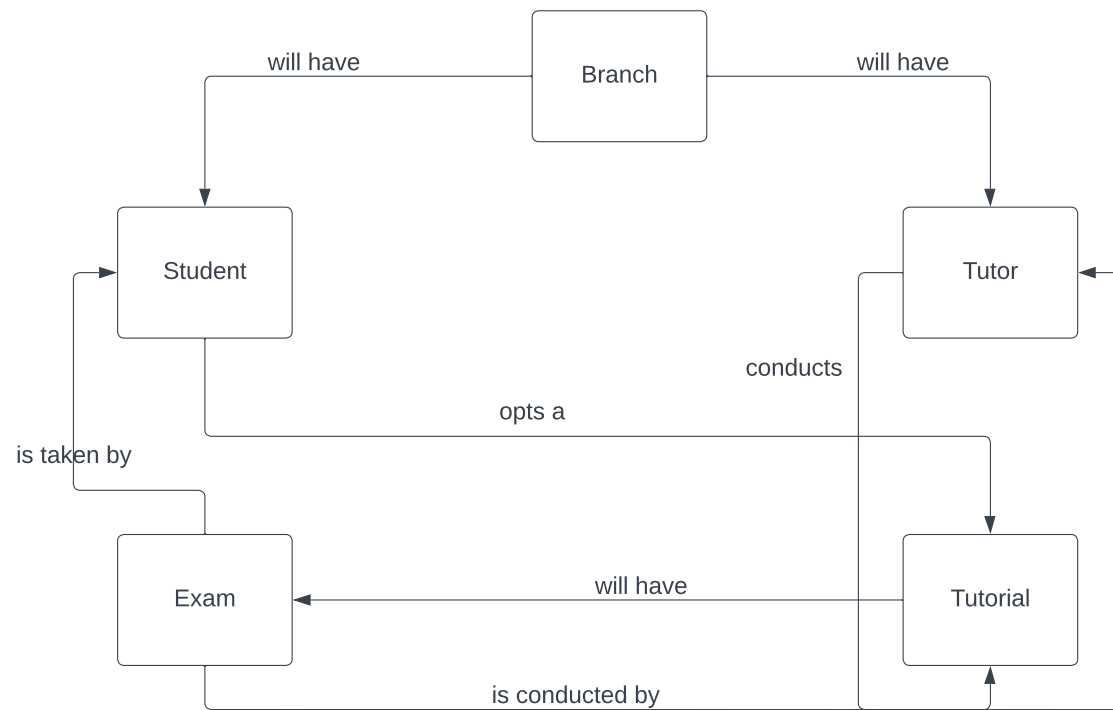 will have
Branch
will have
Student
Tutor
conducts
opts a
is taken by
Exam
will have
Tutorial
is conducted by